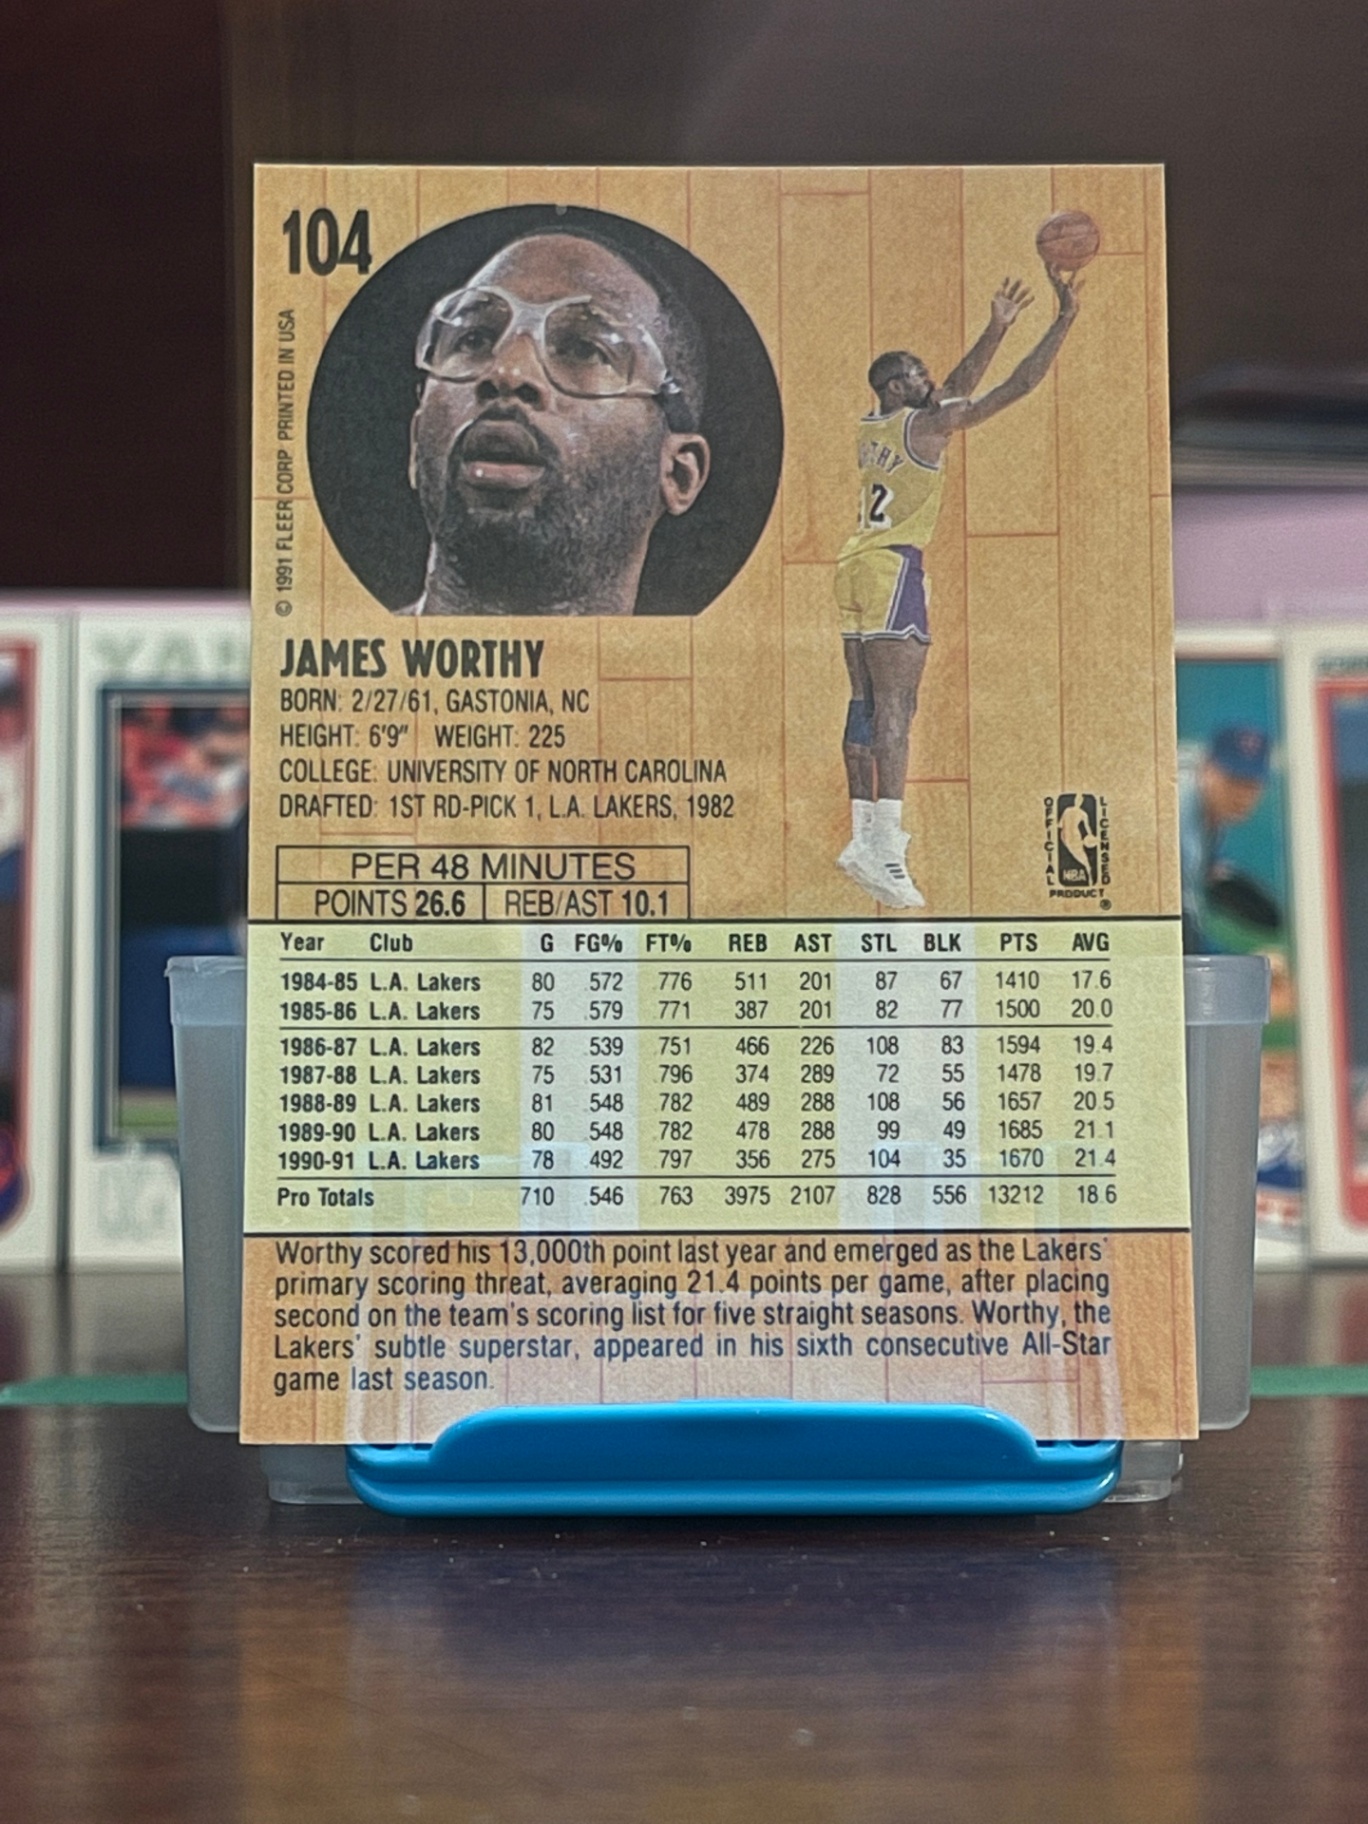 104
© 1991 FLEER CORP PRINTED IN USA
RTHY
12
JAMES WORTHY
BORN: 2/27/61, GASTONIA, NC
HEIGHT: 6'9" WEIGHT: 225
COLLEGE: UNIVERSITY OF NORTH CAROLINA
DRAFTED: 1ST RD-PICK 1, L.A. LAKERS, 1982
OFFICIAL LICENSED
NBA
PRODUCT ®
PER 48 MINUTES
POINTS 26.6 REB/AST 10.1
Year Club G FG% FT% REB AST STL BLK PTS AVG
1984-85 L.A. Lakers 80 .572 .776 511 201 87 67 1410 17.6
1985-86 L.A. Lakers 75 .579 .771 387 201 82 77 1500 20.0
1986-87 L.A. Lakers 82 .539 .751 466 226 108 83 1594 19.4
1987-88 L.A. Lakers 75 .531 .796 374 289 72 55 1478 19.7
1988-89 L.A. Lakers 81 .548 .782 489 288 108 56 1657 20.5
1989-90 L.A. Lakers 80 .548 .782 478 288 99 49 1685 21.1
1990-91 L.A. Lakers 78 .492 .797 356 275 104 35 1670 21.4
Pro Totals 710 .546 .763 3975 2107 828 556 13212 18.6
Worthy scored his 13,000th point last year and emerged as the Lakers'
primary scoring threat, averaging 21.4 points per game, after placing
second on the team's scoring list for five straight seasons. Worthy, the
Lakers' subtle superstar, appeared in his sixth consecutive All-Star
game last season.